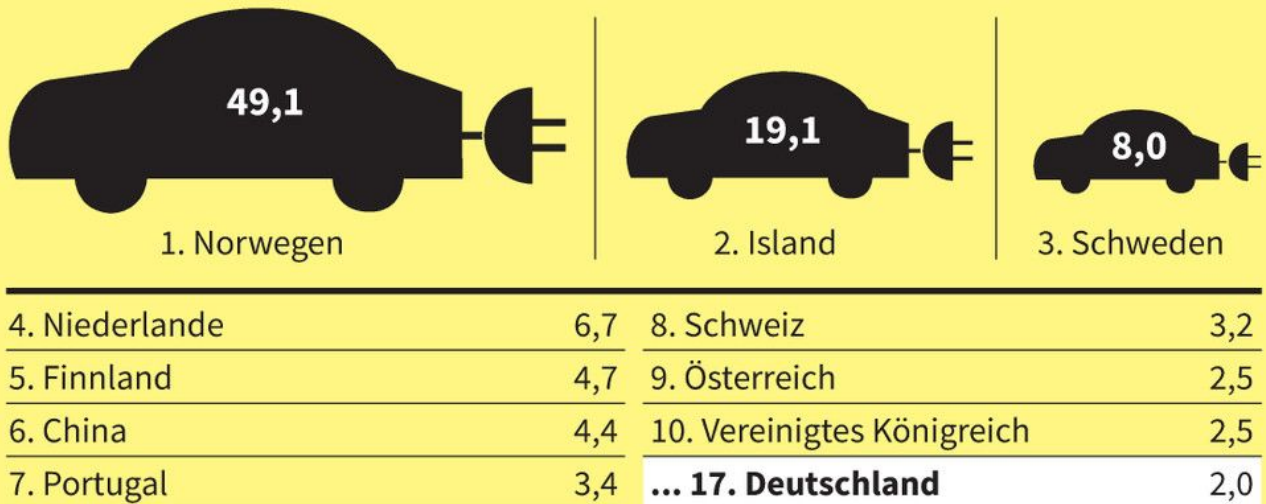 49,1
1. Norwegen
19,1
2. Island
8,0
3. Schweden
4. Niederlande 6,7
5. Finnland 4,7
6. China 4,4
7. Portugal 3,4
8. Schweiz 3,2
9. Österreich 2,5
10. Vereinigtes Königreich 2,5
... 17. Deutschland 2,0